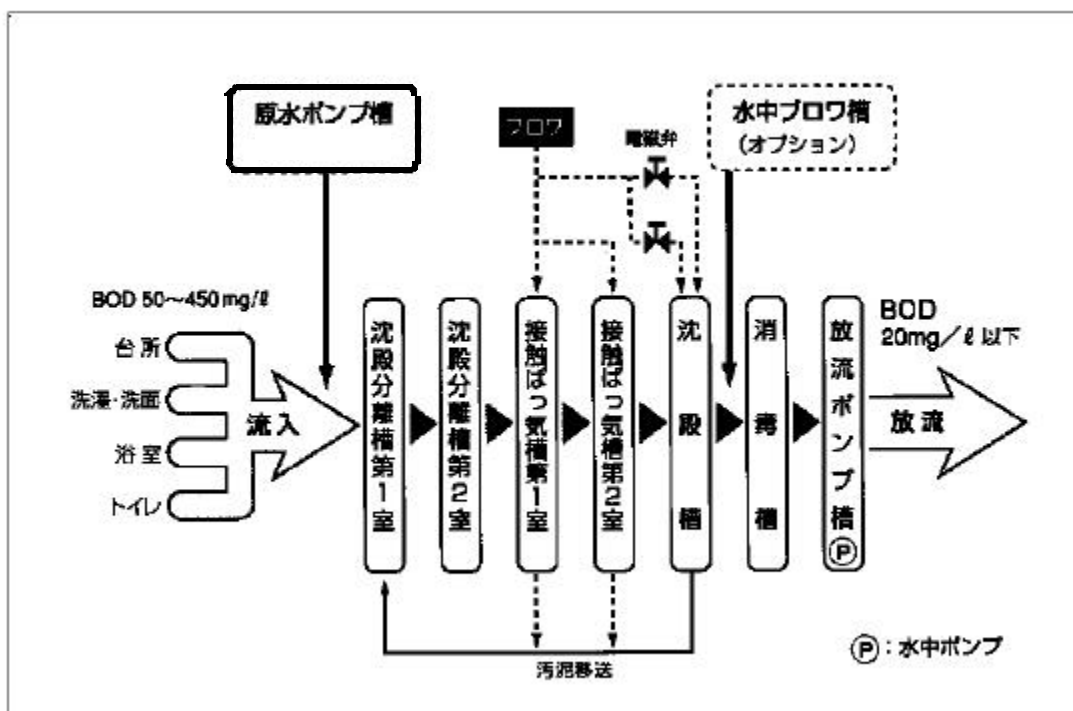 原水ポンプ槽
ブロワ
電磁弁
水中ブロワ槽
(オプション)
BOD 50〜450mg/ℓ
台所
洗濯・洗面
浴室
トイレ
流入
沈殿分離槽第1室
沈殿分離槽第2室
接触ばっ気槽第1室
接触ばっ気槽第2室
沈殿槽
消毒槽
放流ポンプ槽
P
BOD
20mg/ℓ 以下
放流
汚泥移送
P:水中ポンプ